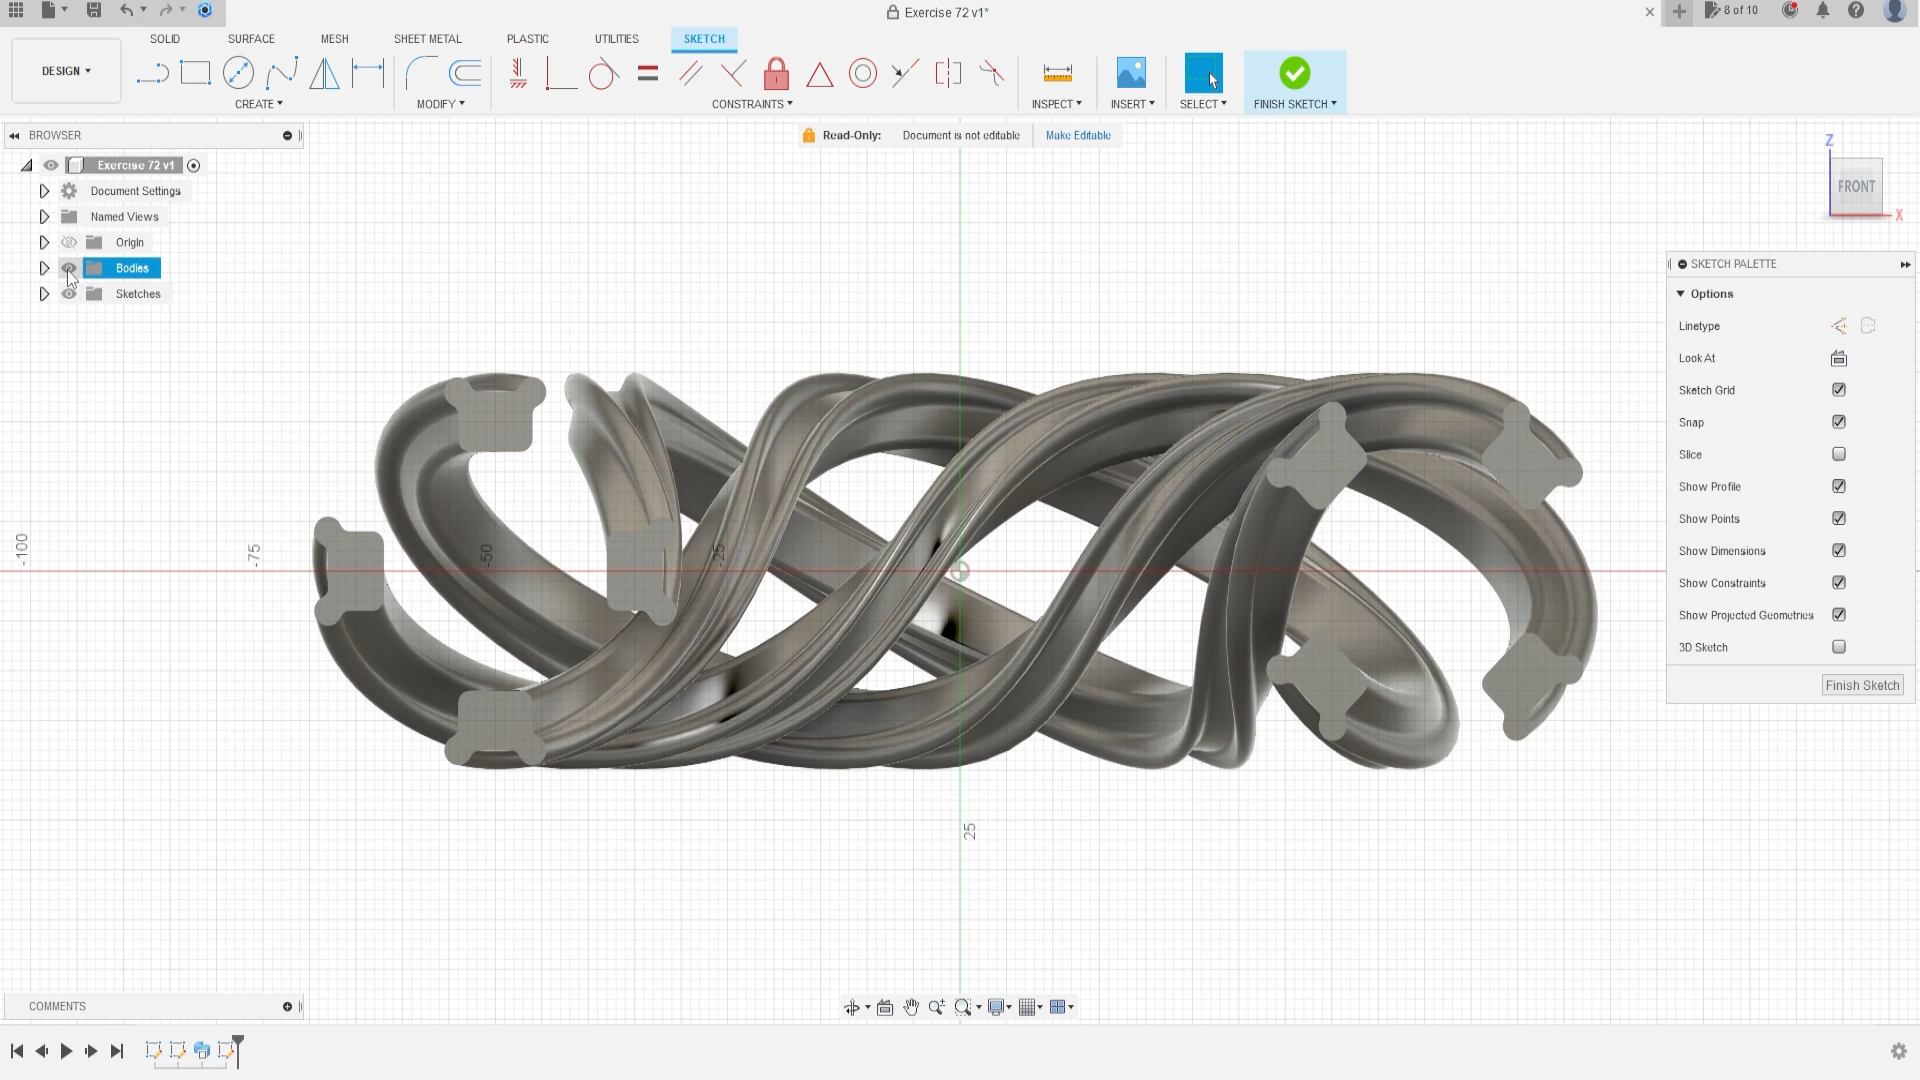 Exercise 72 v1*
8 of 10
SOLID SURFACE MESH SHEET METAL PLASTIC UTILITIES SKETCH
DESIGN
CREATE MODIFY CONSTRAINTS INSPECT INSERT SELECT FINISH SKETCH
BROWSER
Read-Only: Document is not editable Make Editable
Exercise 72 v1
Document Settings
Named Views
Origin
Bodies
Sketches
Z
FRONT
X
SKETCH PALETTE
Options
Linetype
Look At
Sketch Grid
Snap
Slice
Show Profile
Show Points
Show Dimensions
Show Constraints
Show Projected Geometries
3D Sketch
Finish Sketch
-100
-75
-50
-25
25
COMMENTS